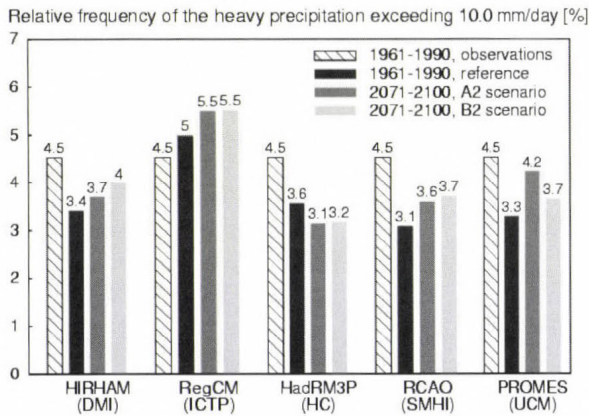 Relative frequency of the heavy precipitation exceeding 10.0 mm/day [%]
7
6
5
4
3
2
1
0
1961-1990, observations
1961-1990, reference
2071-2100, A2 scenario
2071-2100, B2 scenario
4.5
3.4
3.7
4
4.5
5
5.5
5.5
4.5
3.6
3.1
3.2
4.5
3.1
3.6
3.7
4.5
3.3
4.2
3.7
HIRHAM
(DMI)
RegCM
(ICTP)
HadRM3P
(HC)
RCAO
(SMHI)
PROMES
(UCM)